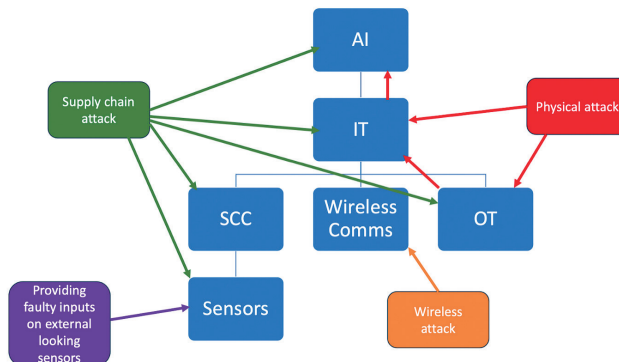 AI
Supply chain
attack
IT
Physical attack
SCC
Wireless
Comms
OT
Providing
faulty inputs
on external
looking
sensors
Sensors
Wireless
attack